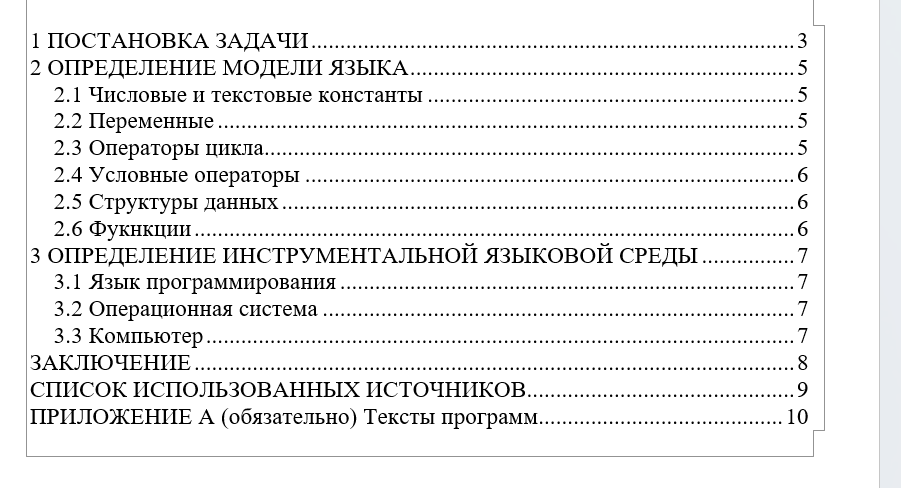 1 ПОСТАНОВКА ЗАДАЧИ........................................................................................3
2 ОПРЕДЕЛЕНИЕ МОДЕЛИ ЯЗЫКА......................................................................5
2.1 Числовые и текстовые константы...................................................................5
2.2 Переменные.........................................................................................................5
2.3 Операторы цикла................................................................................................5
2.4 Условные операторы.........................................................................................6
2.5 Структуры данных.............................................................................................6
2.6 Фукнкции.............................................................................................................6
3 ОПРЕДЕЛЕНИЕ ИНСТРУМЕНТАЛЬНОЙ ЯЗЫКОВОЙ СРЕДЫ.................7
3.1 Язык программирования...................................................................................7
3.2 Операционная система......................................................................................7
3.3 Компьютер...........................................................................................................7
ЗАКЛЮЧЕНИЕ..............................................................................................................8
СПИСОК ИСПОЛЬЗОВАННЫХ ИСТОЧНИКОВ.................................................9
ПРИЛОЖЕНИЕ А (обязательно) Тексты программ............................................10